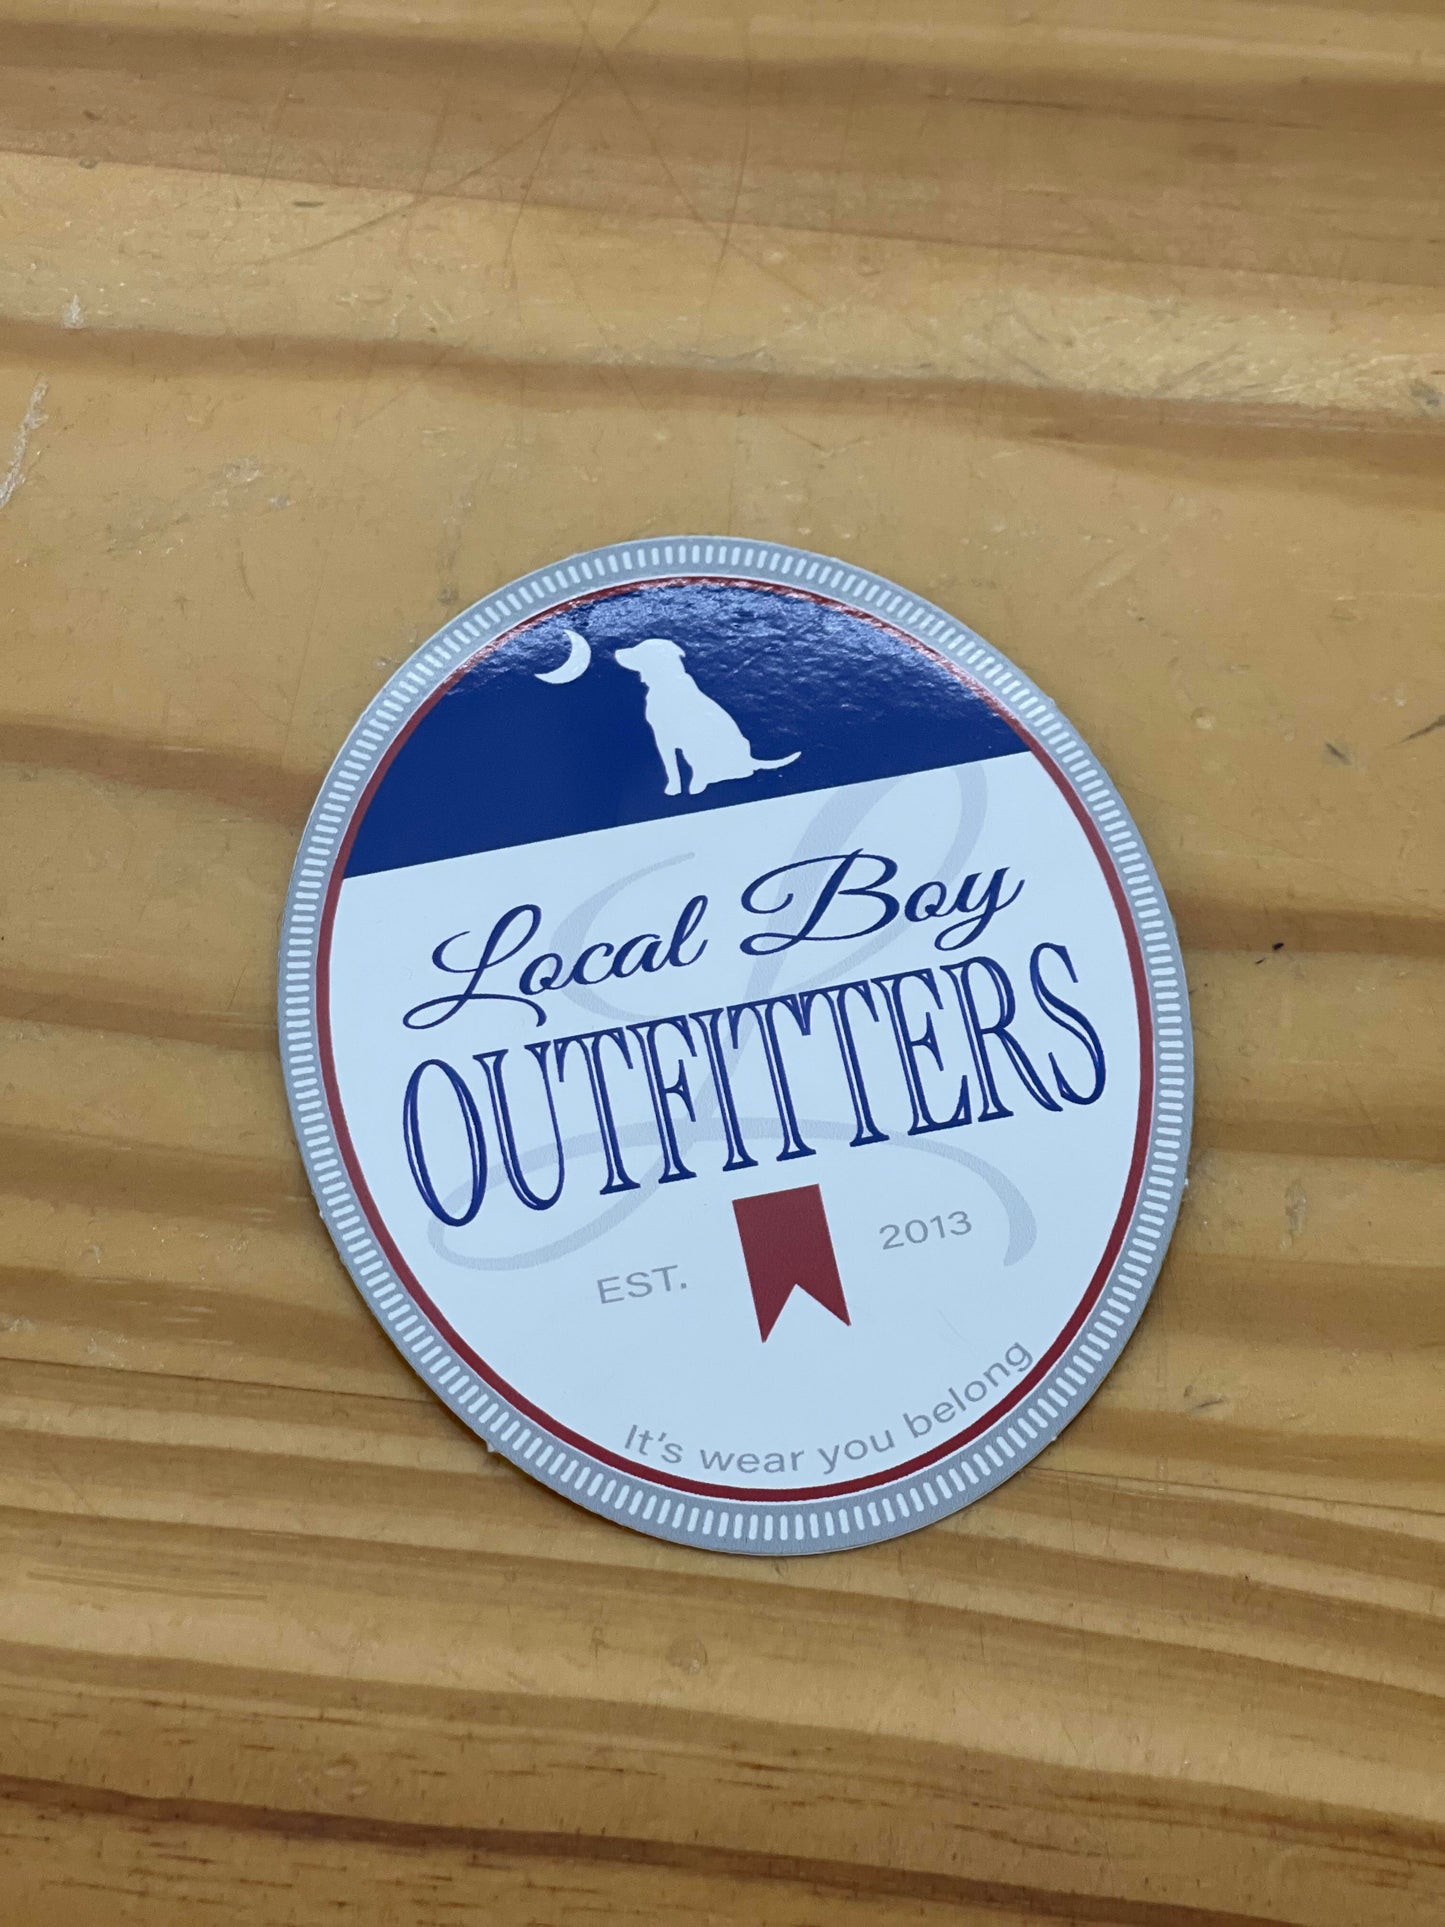 Local Boy
OUTFITTERS
EST. 2013
It's wear you belong